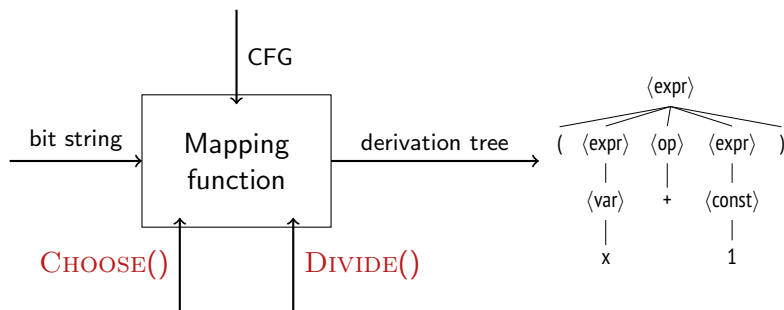 CFG
bit string
Mapping
function
derivation tree
CHOOSE()
DIVIDE()
⟨expr⟩
( ⟨expr⟩ ⟨op⟩ ⟨expr⟩ )
⟨var⟩ + ⟨const⟩
x 1